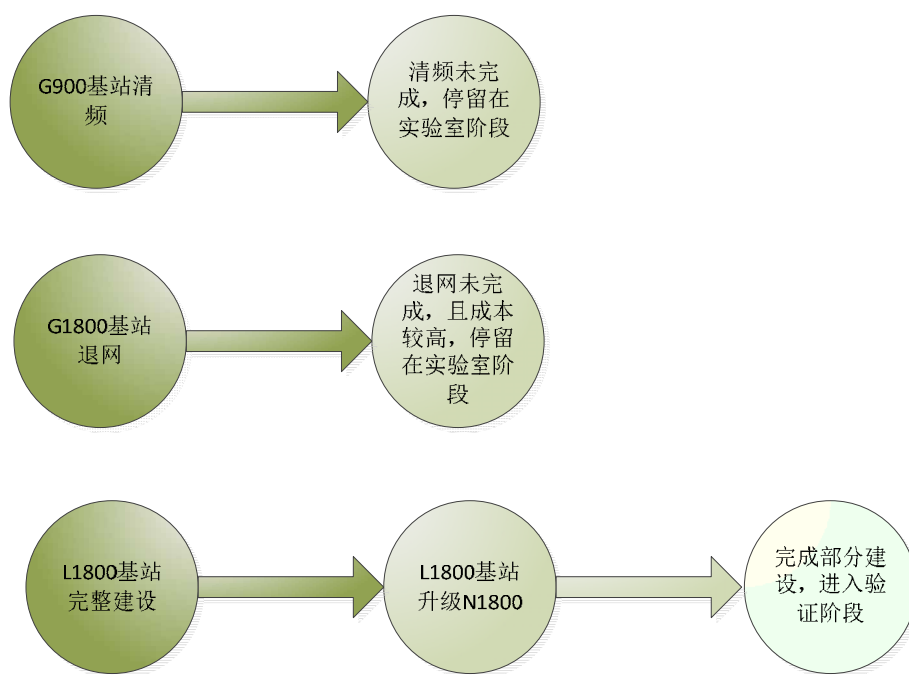 G900基站清
频
清频未完
成，停留在
实验室阶段
G1800基站
退网
退网未完
成，且成本
较高，停留
在实验室阶
段
L1800基站
完整建设
L1800基站
升级N1800
完成部分建
设，进入验
证阶段